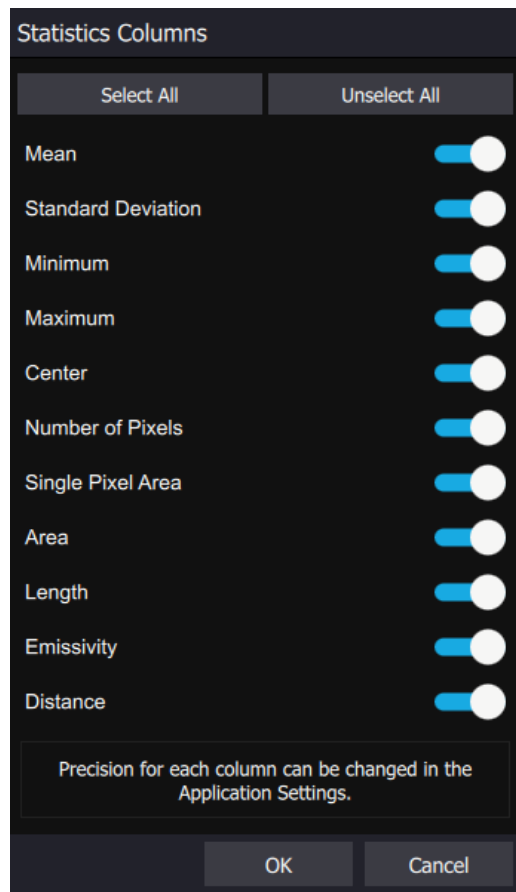 Statistics Columns
Select All
Unselect All
Mean
Standard Deviation
Minimum
Maximum
Center
Number of Pixels
Single Pixel Area
Area
Length
Emissivity
Distance
Precision for each column can be changed in the
Application Settings.
OK
Cancel